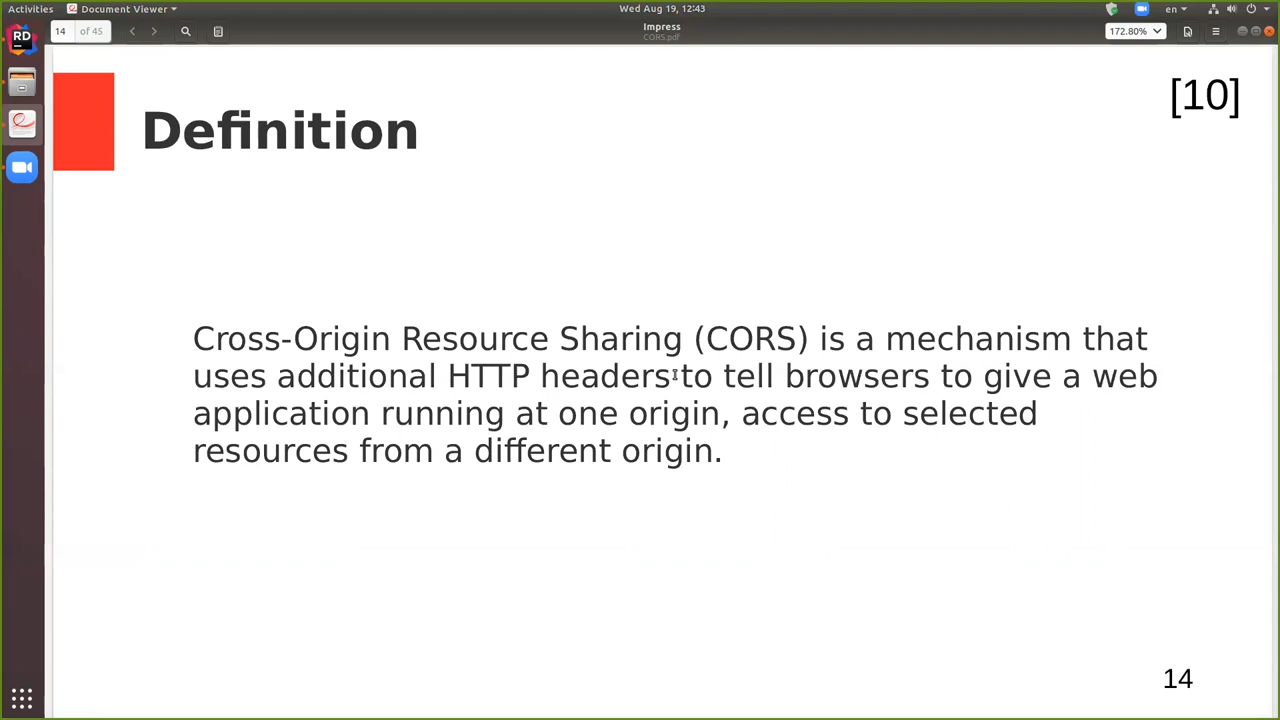 Activities
Document Viewer
Wed Aug 19, 12:43
en
14
of 45
Impress
CORS.pdf
172.80%
RD
[10]
Definition
Cross-Origin Resource Sharing (CORS) is a mechanism that
uses additional HTTP headers to tell browsers to give a web
application running at one origin, access to selected
resources from a different origin.
14